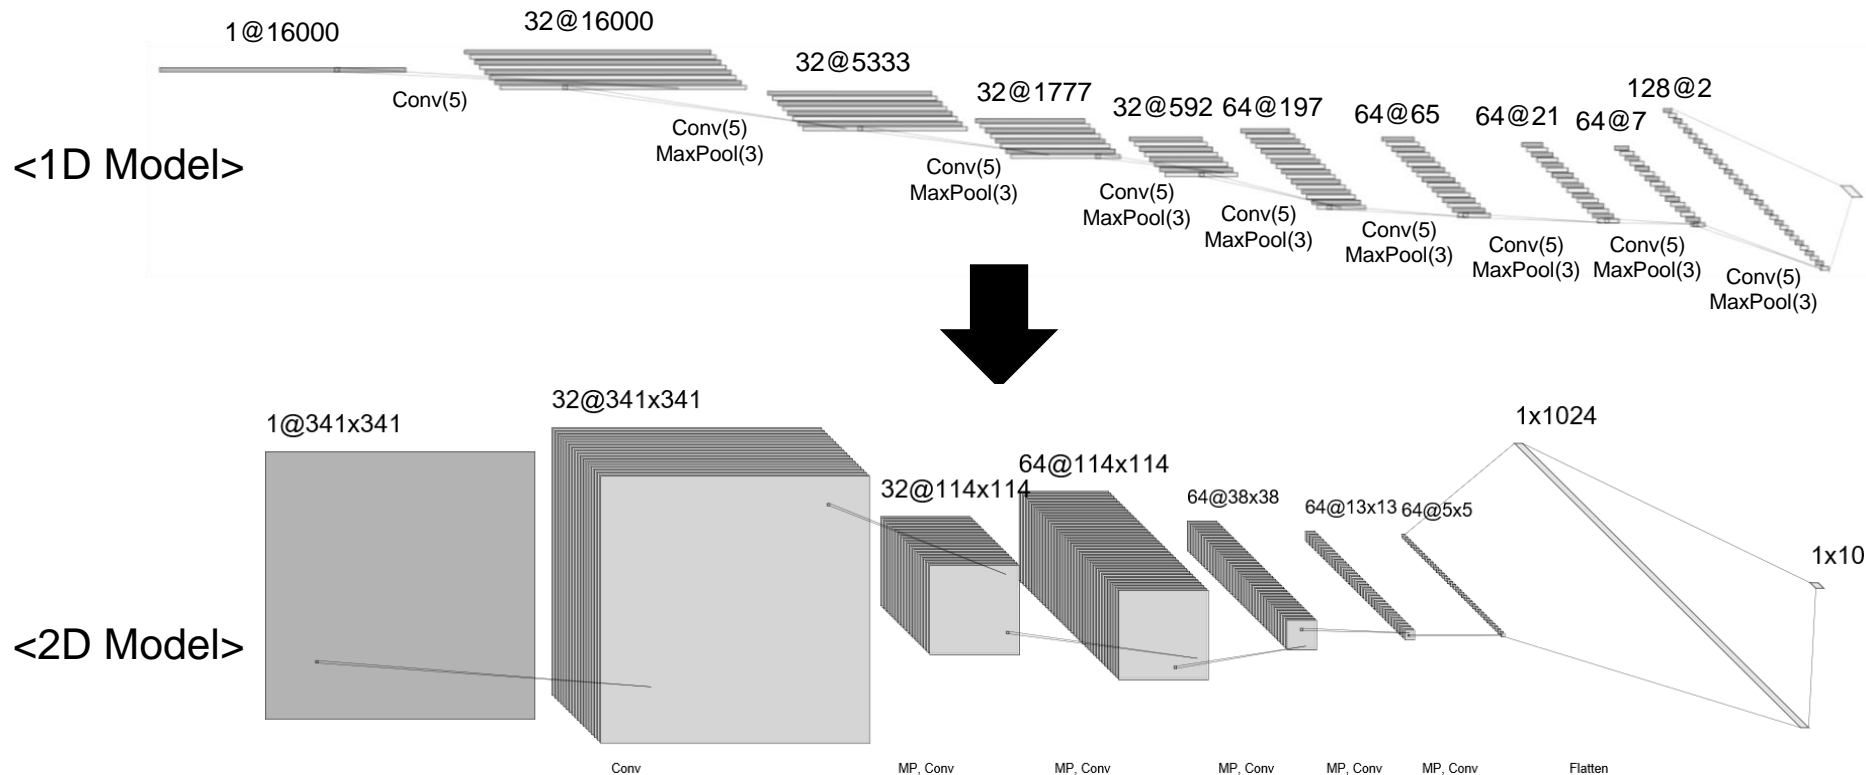 1@16000
32@16000
32@5333
32@1777
32@592
64@197
64@65
64@21
64@7
128@2
<1D Model>
Conv(5)
Conv(5)
MaxPool(3)
Conv(5)
MaxPool(3)
Conv(5)
MaxPool(3)
Conv(5)
MaxPool(3)
Conv(5)
MaxPool(3)
Conv(5)
MaxPool(3)
Conv(5)
MaxPool(3)
Conv(5)
MaxPool(3)
1@341x341
32@341x341
32@114x114
64@114x114
64@38x38
64@13x13
64@5x5
1x1024
1x10
<2D Model>
Conv
MP, Conv
MP, Conv
MP, Conv
MP, Conv
MP, Conv
Flatten